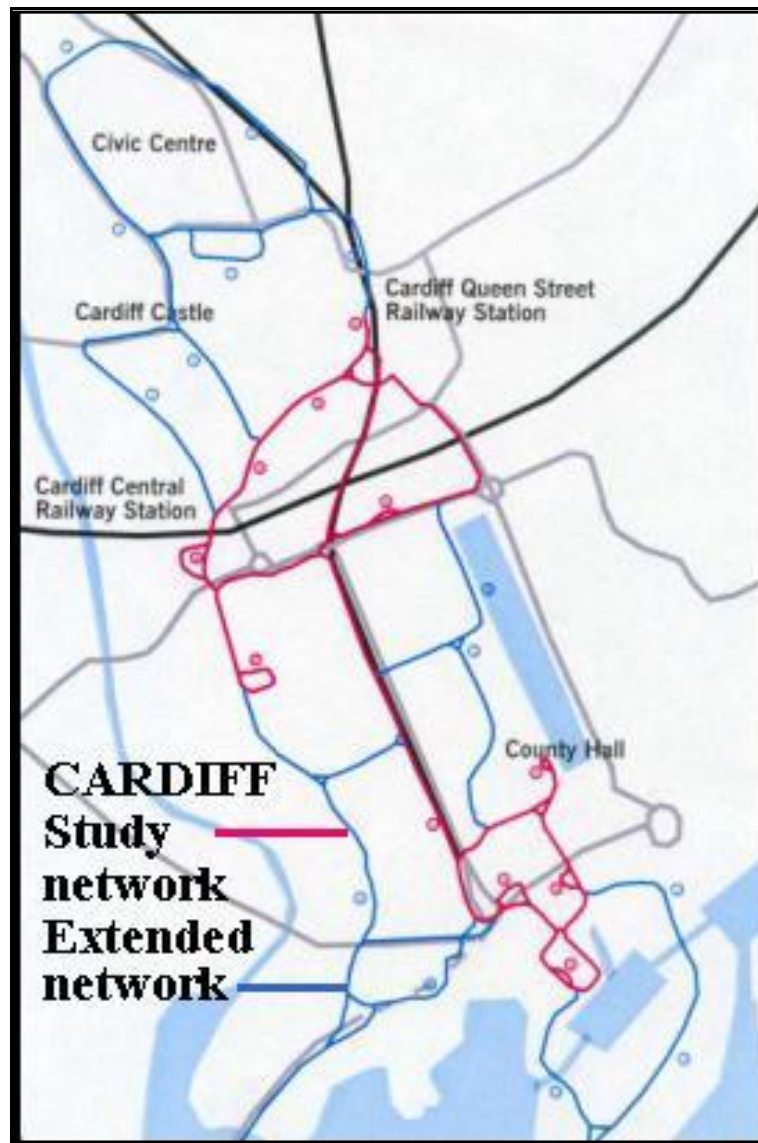 Civic Centre
Cardiff Queen Street
Railway Station
Cardiff Castle
Cardiff Central
Railway Station
County Hall
CARDIFF
Study
network
Extended
network